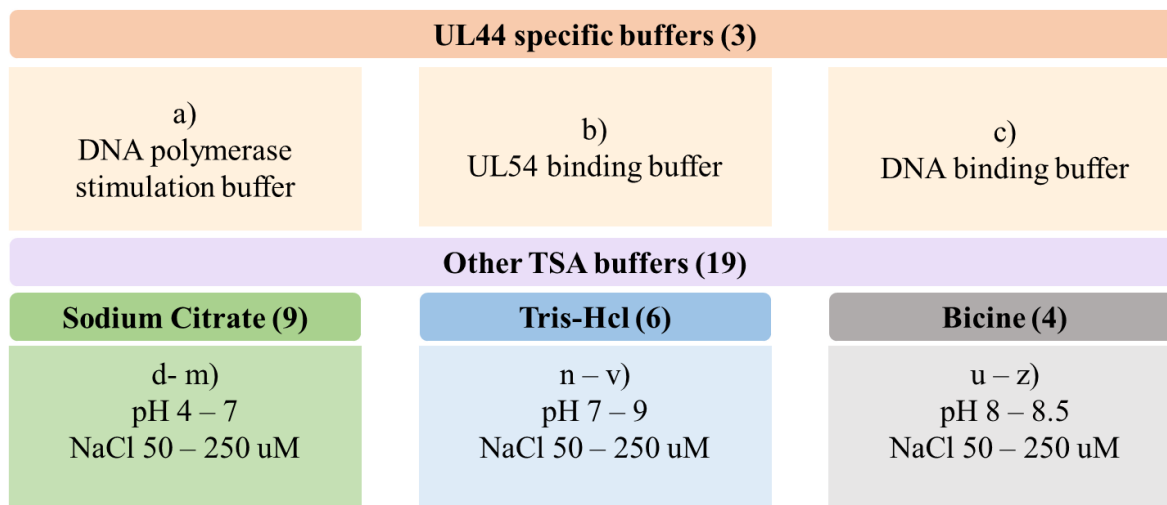 UL44 specific buffers (3)
a)
DNA polymerase
stimulation buffer
b)
UL54 binding buffer
c)
DNA binding buffer
Other TSA buffers (19)
Sodium Citrate (9)
d- m)
pH 4 – 7
NaCl 50 – 250 uM
Tris-Hcl (6)
n – v)
pH 7 – 9
NaCl 50 – 250 uM
Bicine (4)
u – z)
pH 8 – 8.5
NaCl 50 – 250 uM